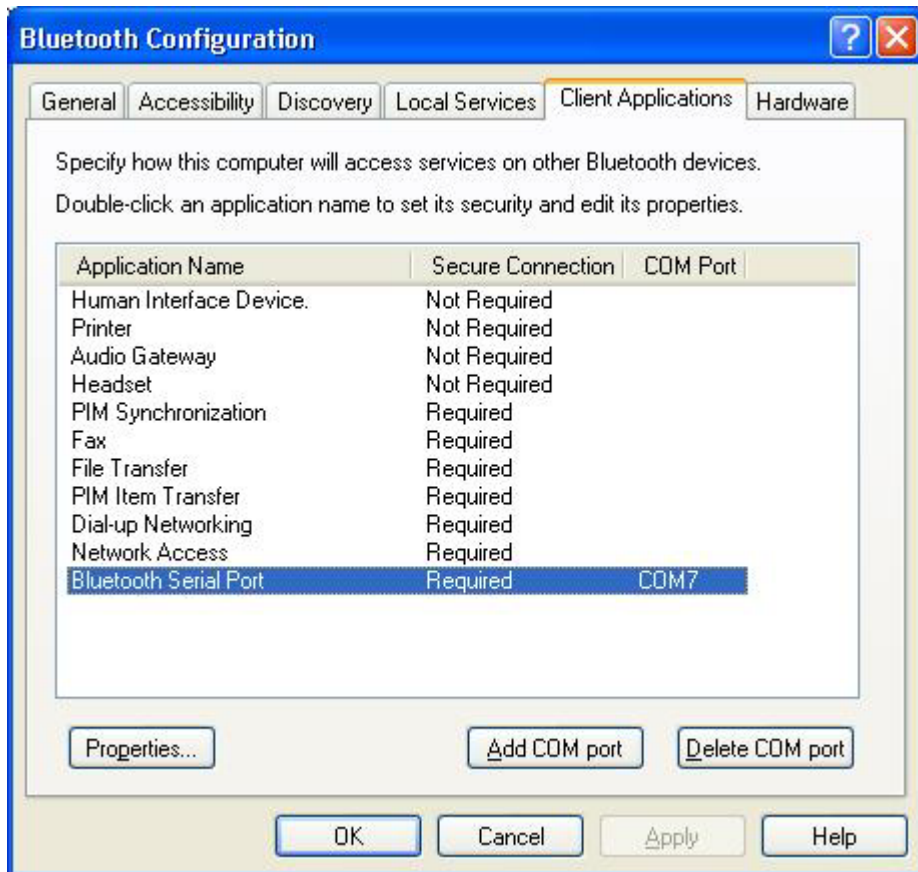 Bluetooth Configuration
General Accessibility Discovery Local Services Client Applications Hardware
Specify how this computer will access services on other Bluetooth devices.
Double-click an application name to set its security and edit its properties.
Application Name Secure Connection COM Port
Human Interface Device. Not Required
Printer Not Required
Audio Gateway Not Required
Headset Not Required
PIM Synchronization Required
Fax Required
File Transfer Required
PIM Item Transfer Required
Dial-up Networking Required
Network Access Required
Bluetooth Serial Port Required COM7
Properties... Add COM port Delete COM port
OK Cancel Apply Help